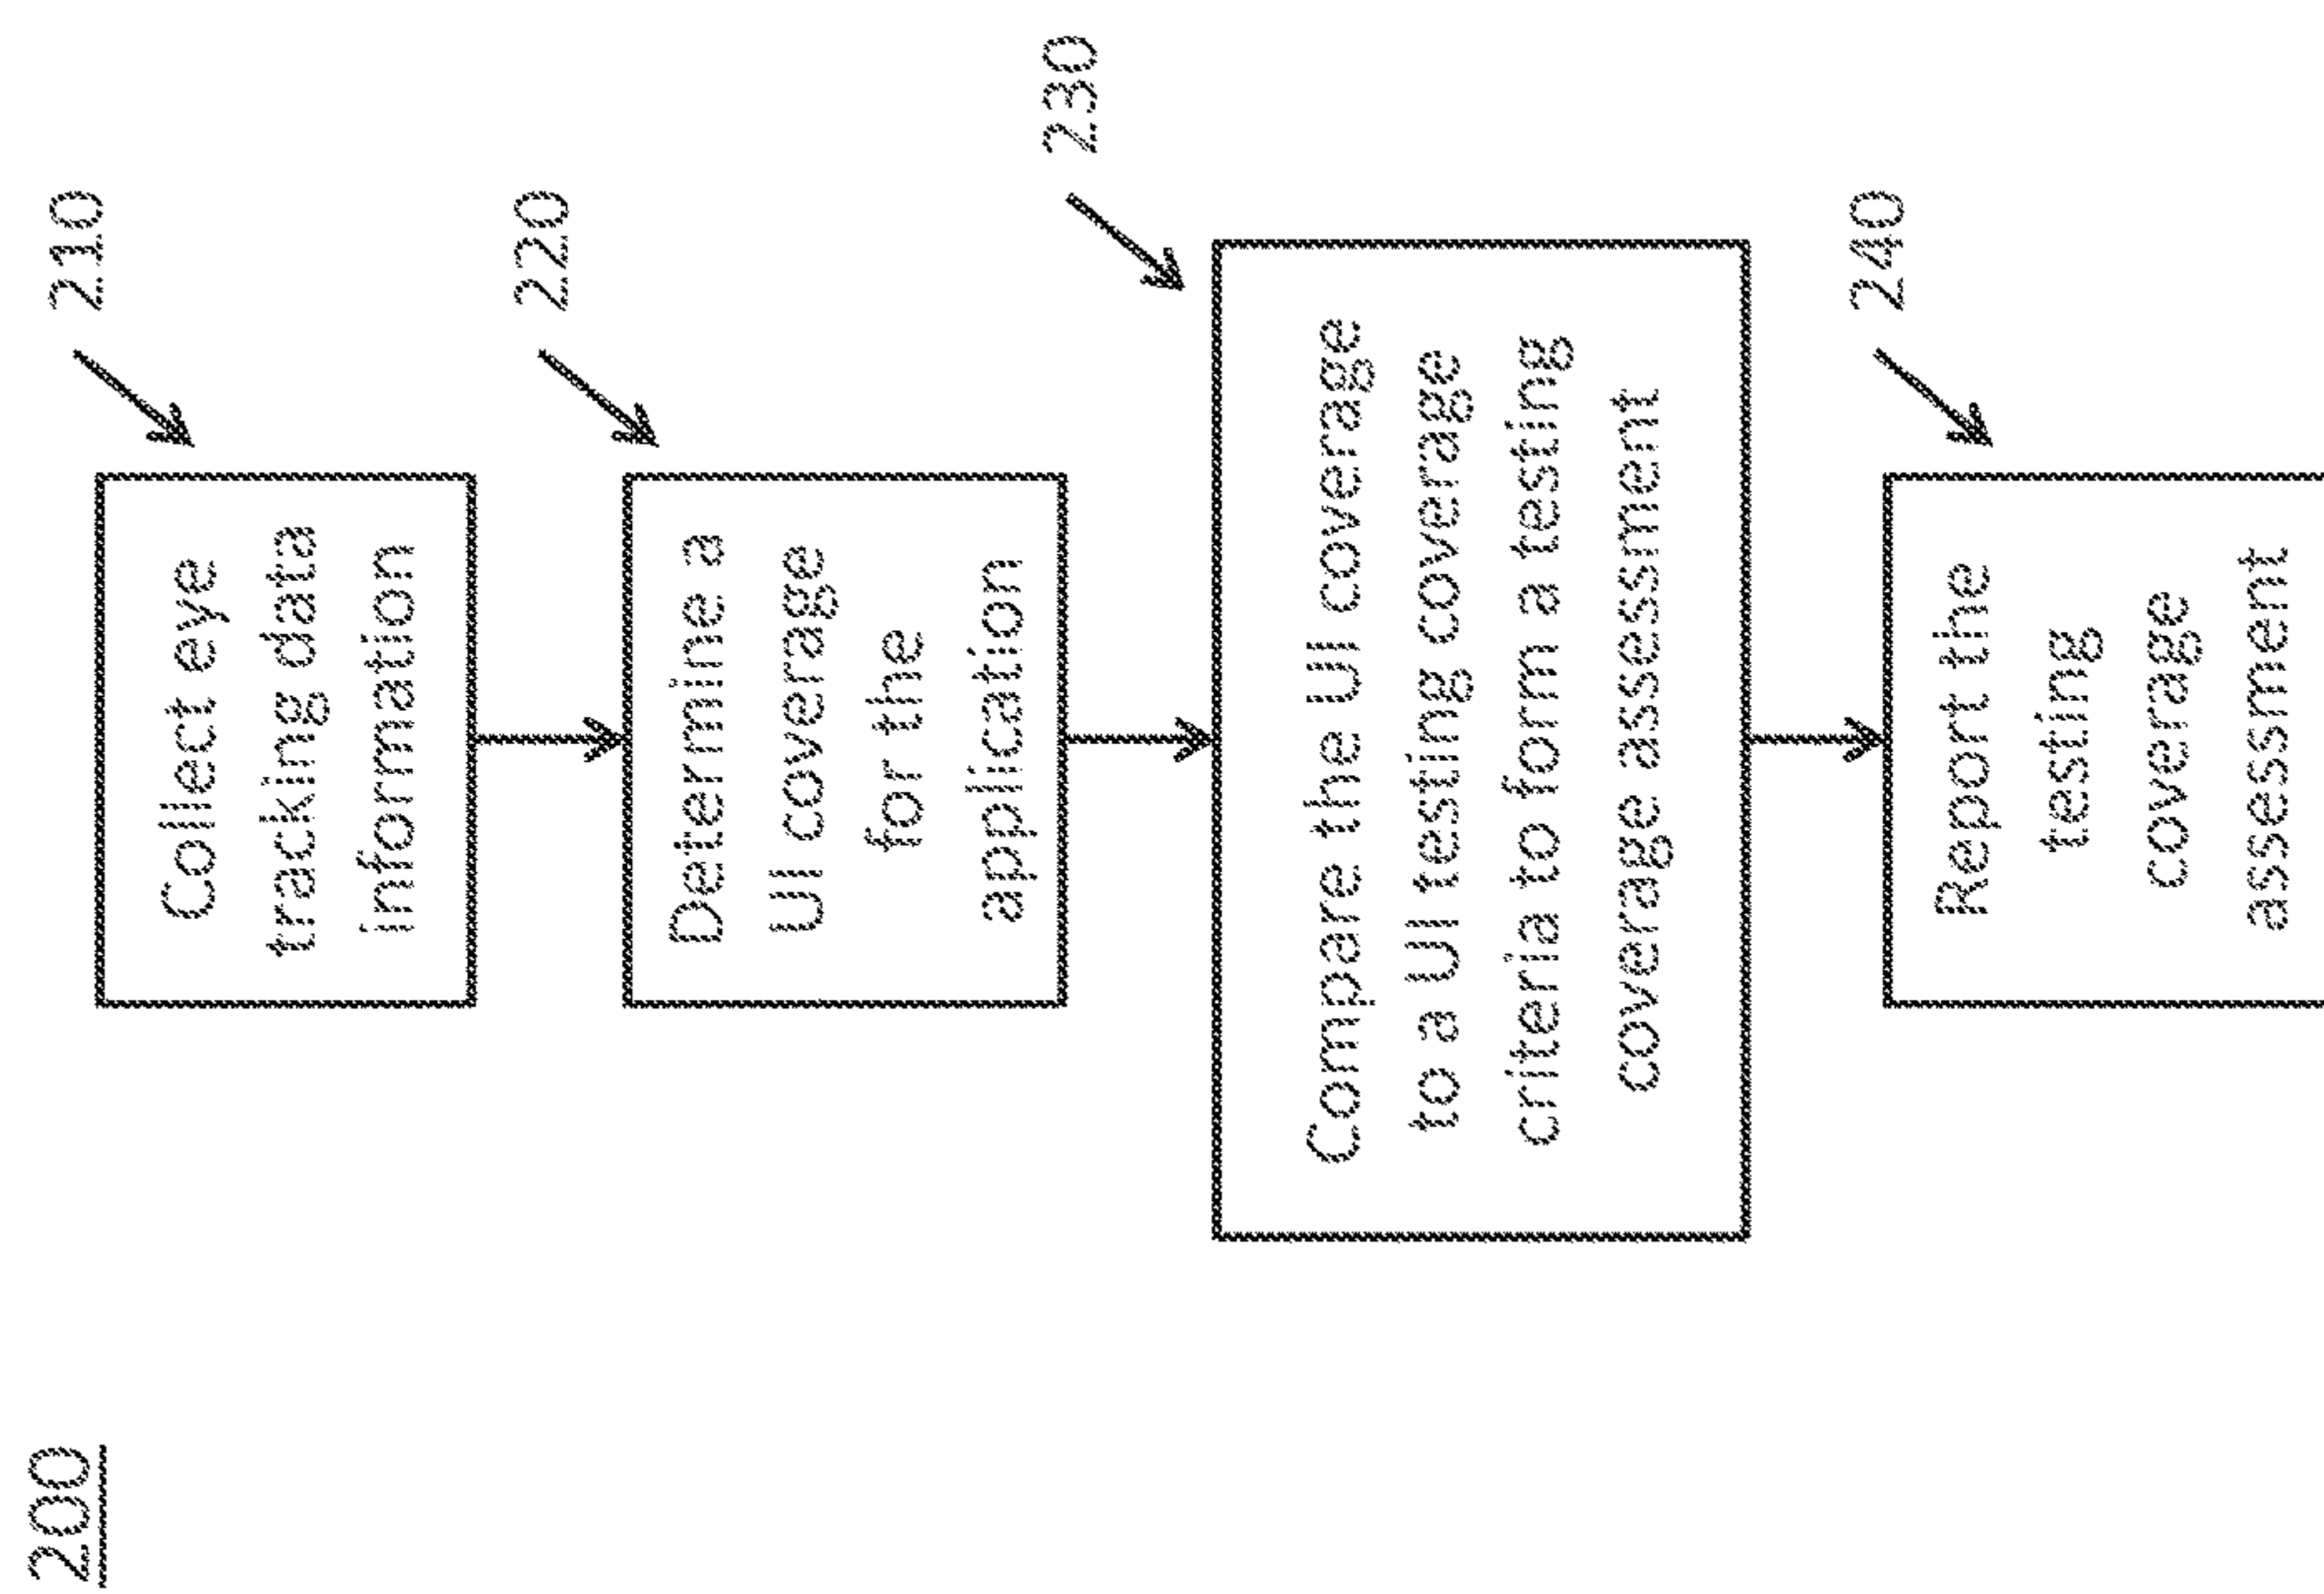 200
210
Collect eye
tracking data
information
220
Determine a
UI coverage
for the
application
230
Compare the UI coverage
to a UI testing coverage
criteria to form a testing
coverage assessment
240
Report the
testing
coverage
assessment